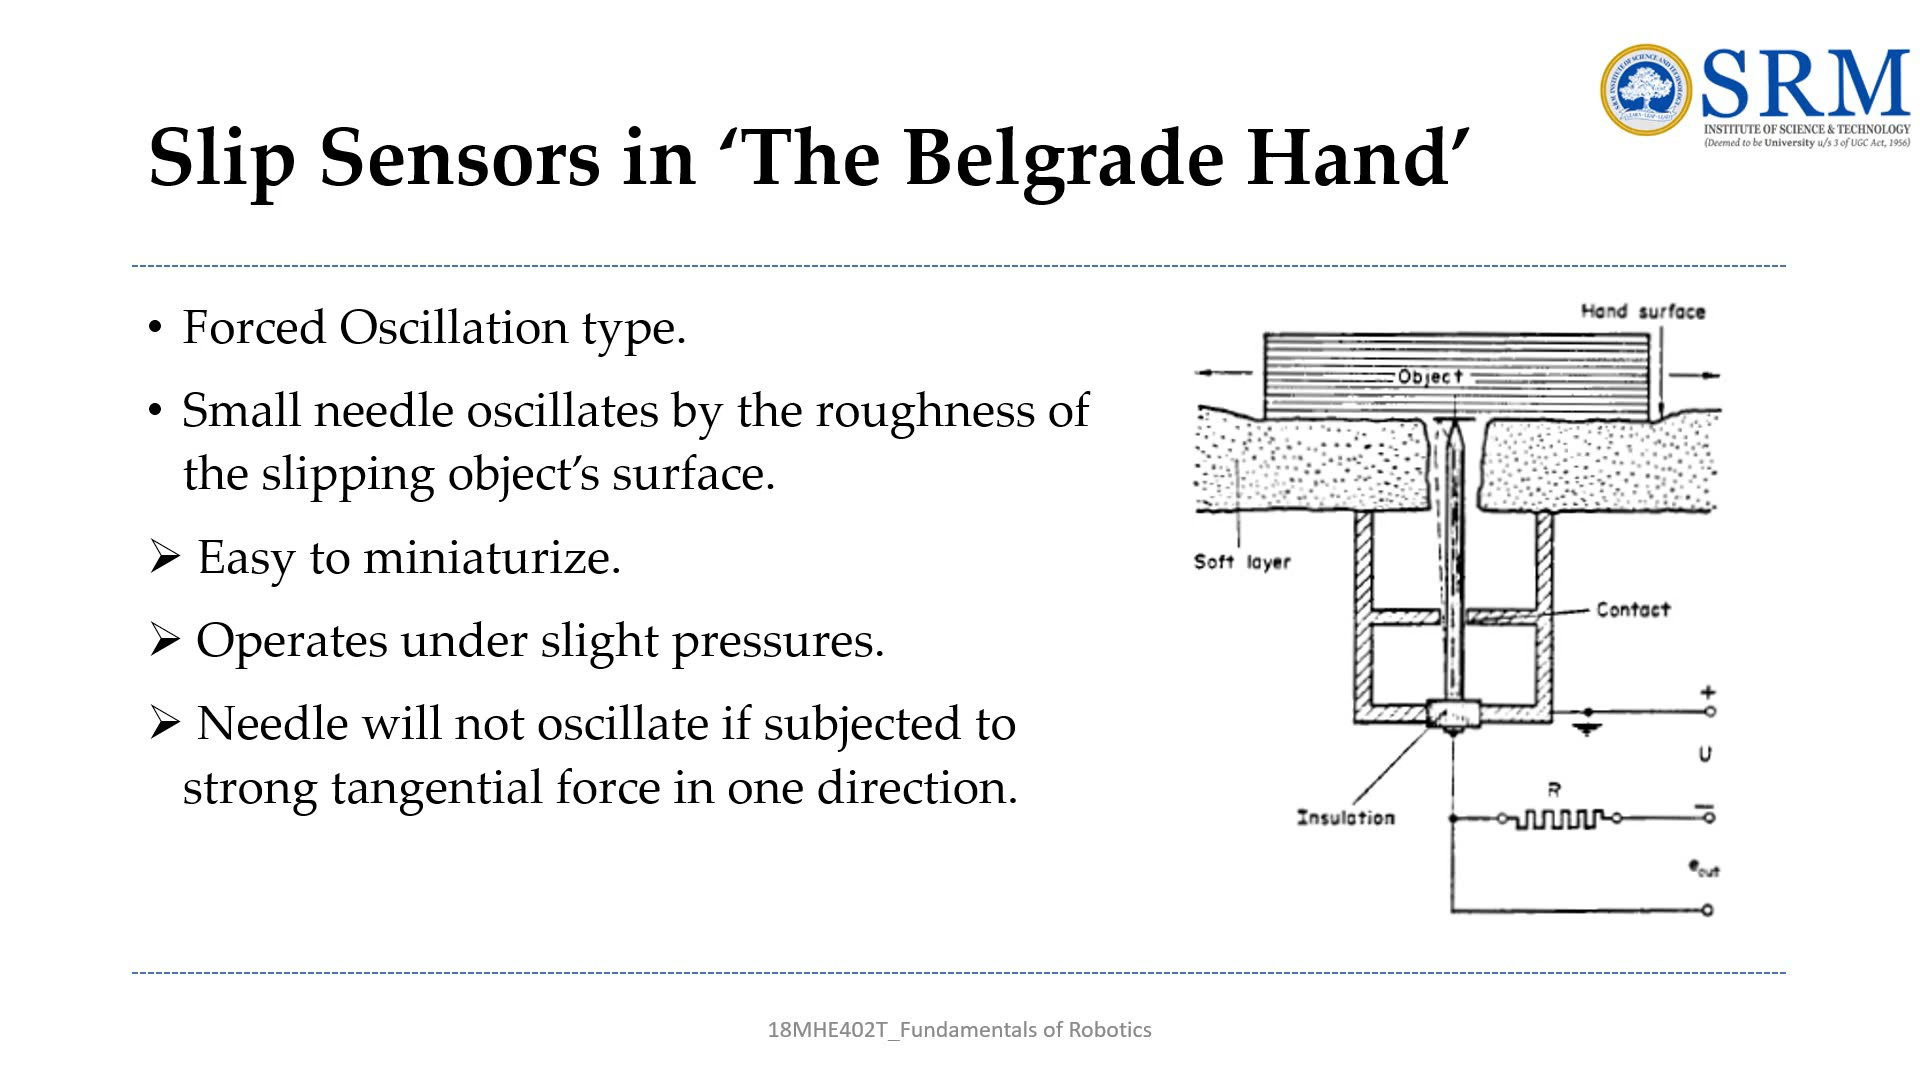 SRM
INSTITUTE OF SCIENCE & TECHNOLOGY
(Deemed to be University u/s 3 of UGC Act, 1956)
Slip Sensors in ‘The Belgrade Hand’
• Forced Oscillation type.
• Small needle oscillates by the roughness of
the slipping object’s surface.
➢ Easy to miniaturize.
➢ Operates under slight pressures.
➢ Needle will not oscillate if subjected to
strong tangential force in one direction.
Hand surface
Object
Soft layer
Contact
+
U
R
Insulation
−
e out
18MHE402T_Fundamentals of Robotics